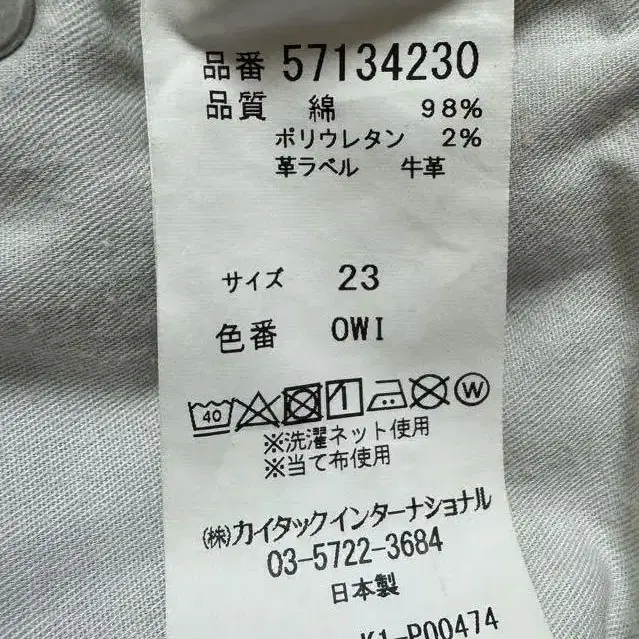 品番 57134230
品質 綿 98%
ポリウレタン 2%
革ラベル 牛革
サイズ 23
色番 OWI
40 W
※洗濯ネット使用
※当て布使用
(株)カイタックインターナショナル
03-5722-3684
日本製
K1-P00474